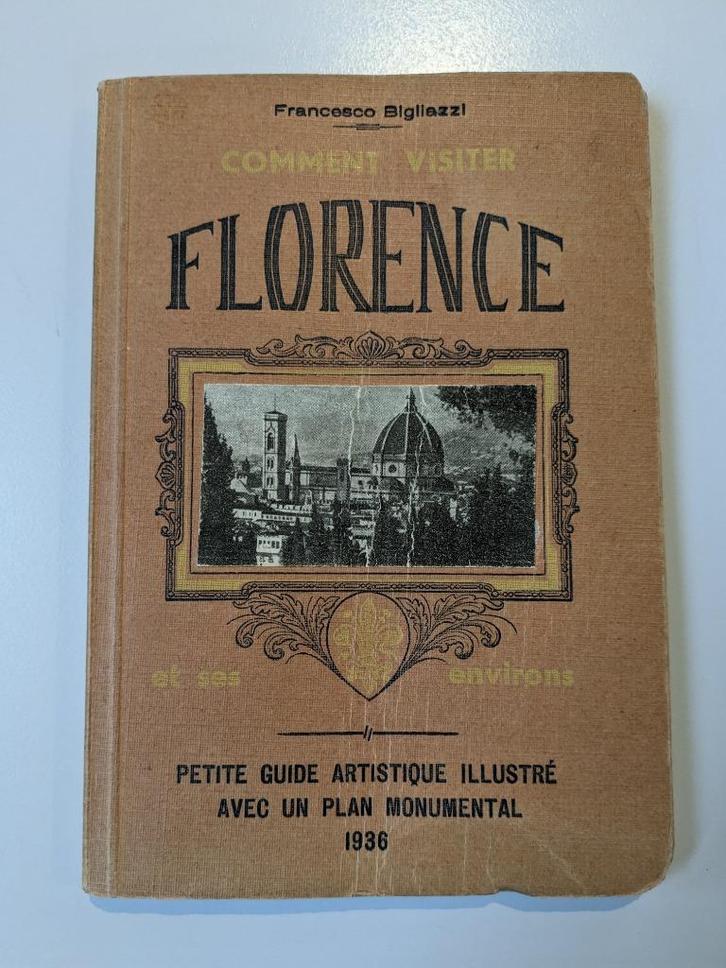 Francesco Bigliazzi
COMMENT VISITER
FLORENCE
et ses environs
PETITE GUIDE ARTISTIQUE ILLUSTRÉ
AVEC UN PLAN MONUMENTAL
1936